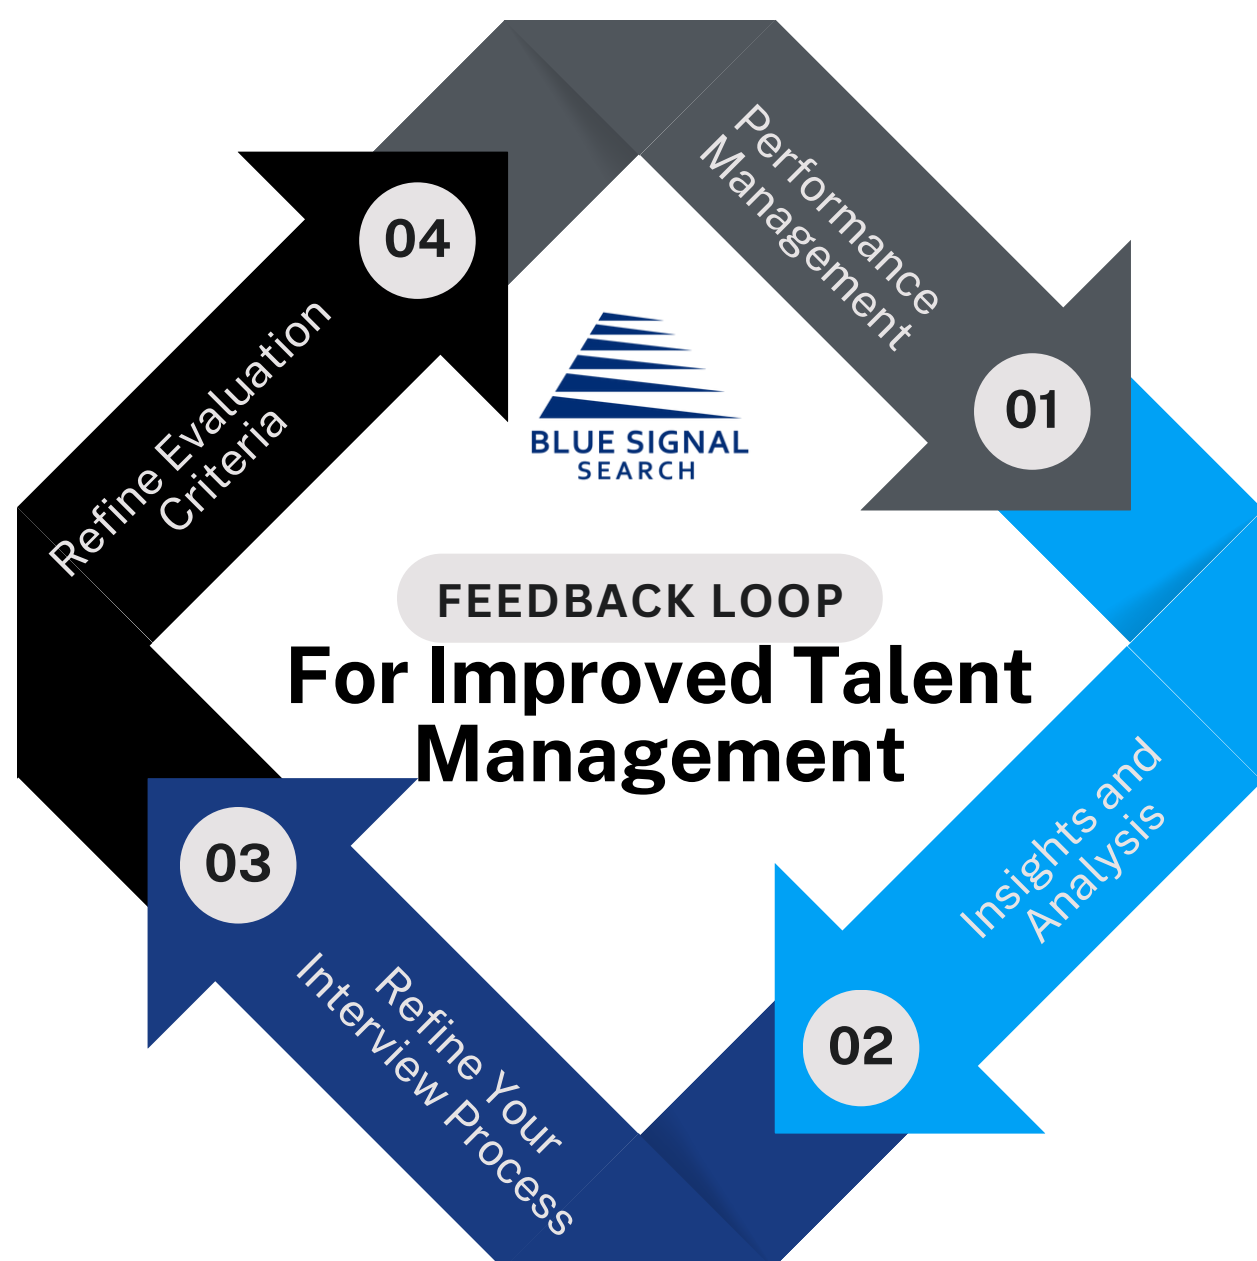 BLUE SIGNAL
SEARCH
FEEDBACK LOOP
For Improved Talent
Management
Performance
Management
01
Insights and
Analysis
02
Refine Your
Interview Process
03
Refine Evaluation
Criteria
04